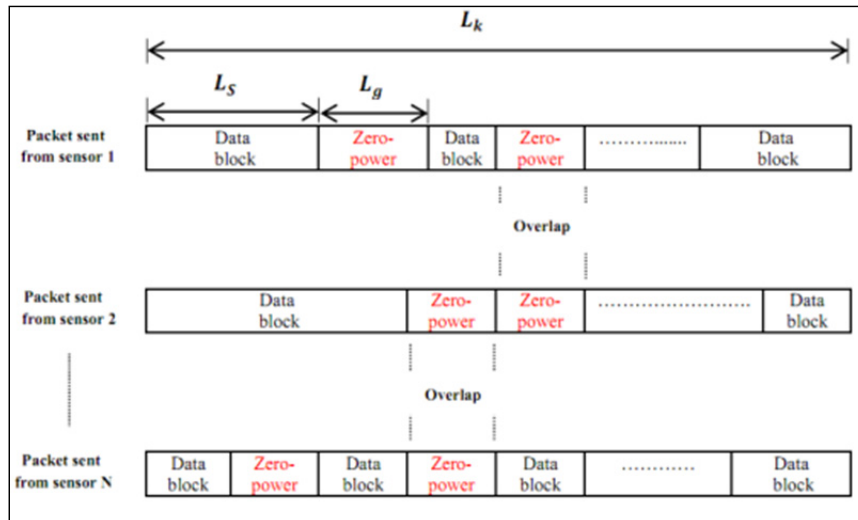 L_k
L_S L_g
Packet sent from sensor 1
Data block Zero-power Data block Zero-power ................ Data block
Overlap
Packet sent from sensor 2
Data block Zero-power Zero-power ........................ Data block
Overlap
Packet sent from sensor N
Data block Zero-power Data block Zero-power Data block ............ Data block